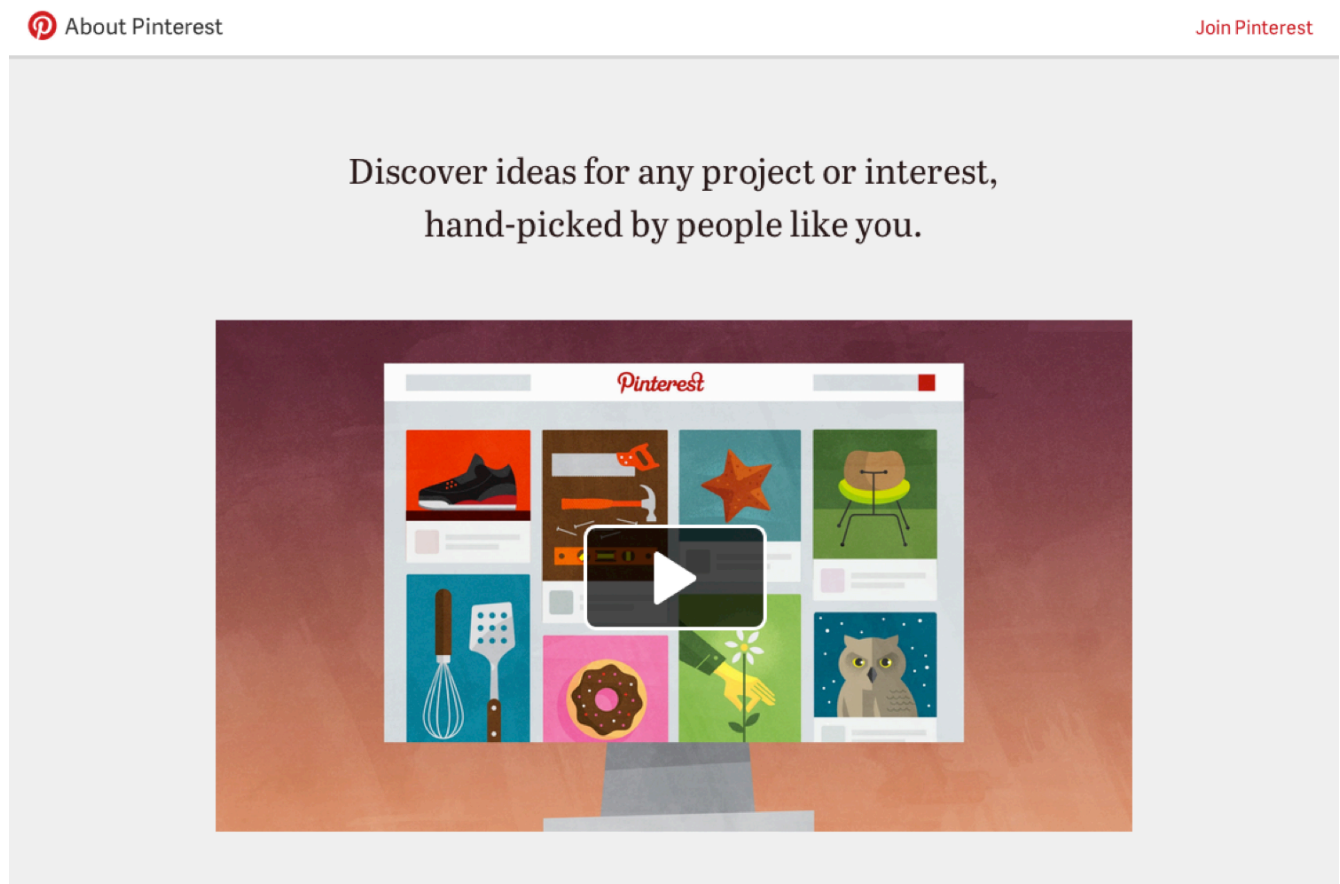 About Pinterest
Join Pinterest
Discover ideas for any project or interest,
hand-picked by people like you.
Pinterest